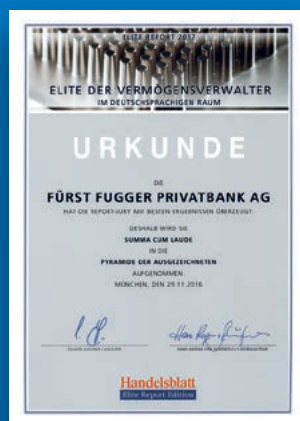 ELITE REPORT 2017
ELITE DER VERMÖGENSVERWALTER
IM DEUTSCHSPRACHIGEN RAUM
URKUNDE
DIE
FÜRST FUGGER PRIVATBANK AG
HAT DIE REPORT-JURY MIT BESTEN ERGEBNISSEN ÜBERZEUGT.
DESHALB WIRD SIE
SUMMA CUM LAUDE
IN DIE
PYRAMIDE DER AUSGEZEICHNETEN
AUFGENOMMEN.
MÜNCHEN, DEN 29.11.2016
Handelsblatt
Elite Report Edition